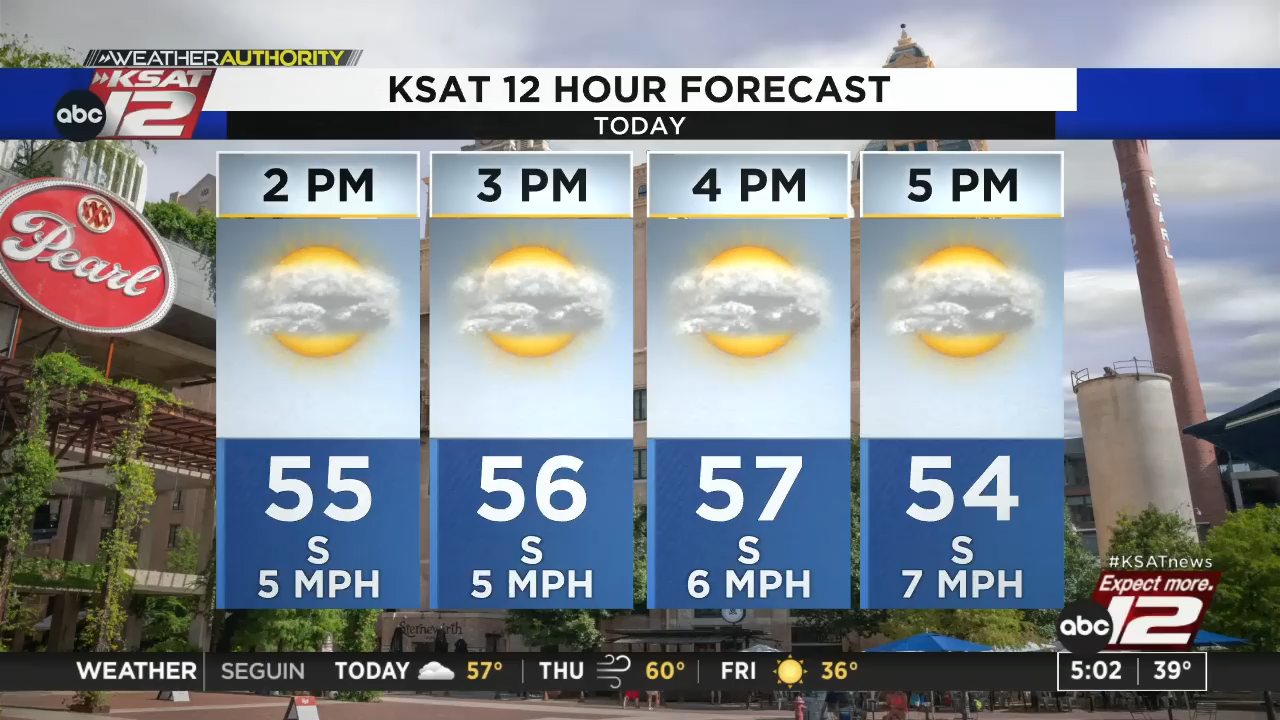 WEATHERAUTHORITY
KSAT
abc 12
KSAT 12 HOUR FORECAST
TODAY
2 PM 3 PM 4 PM 5 PM
Pearl
PEARL
55 56 57 54
S S S S
5 MPH 5 MPH 6 MPH 7 MPH
#KSATnews
Expect more.
abc 12
WEATHER SEGUIN TODAY 57° THU 60° FRI 36° 5:02 39°